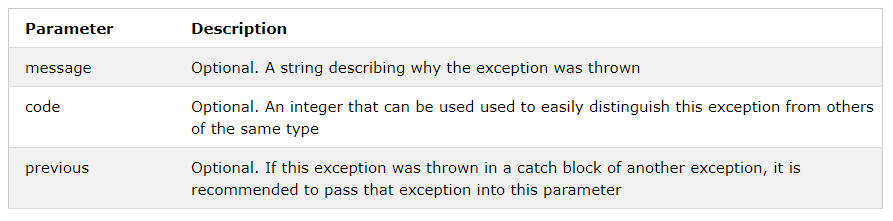 Parameter Description
message Optional. A string describing why the exception was thrown
code Optional. An integer that can be used used to easily distinguish this exception from others
of the same type
previous Optional. If this exception was thrown in a catch block of another exception, it is
recommended to pass that exception into this parameter